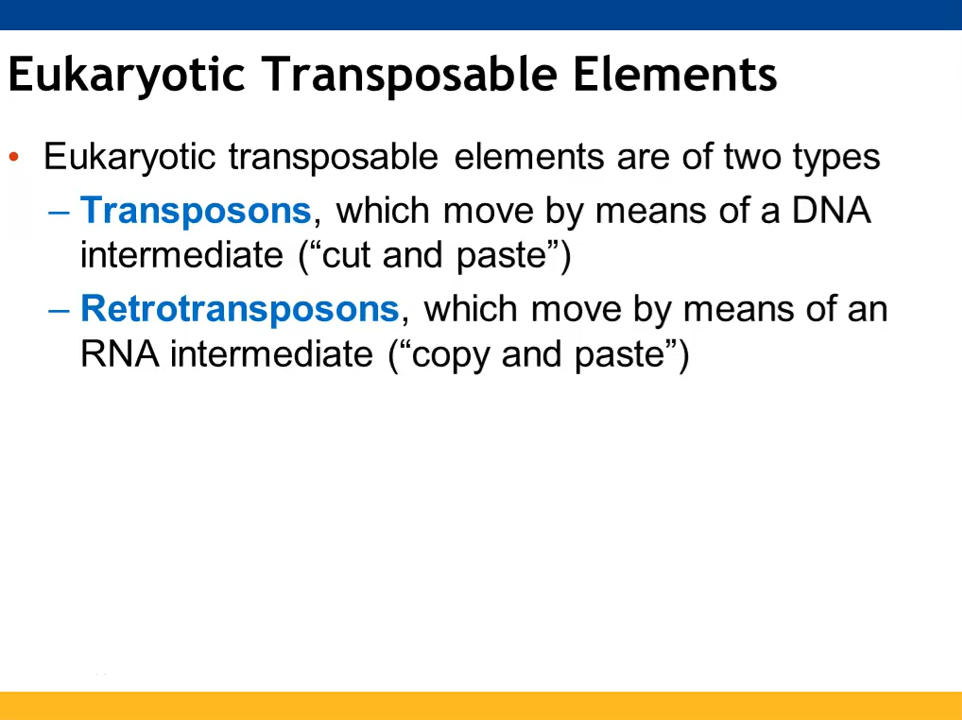 Eukaryotic Transposable Elements
• Eukaryotic transposable elements are of two types
– Transposons, which move by means of a DNA
intermediate (“cut and paste”)
– Retrotransposons, which move by means of an
RNA intermediate (“copy and paste”)